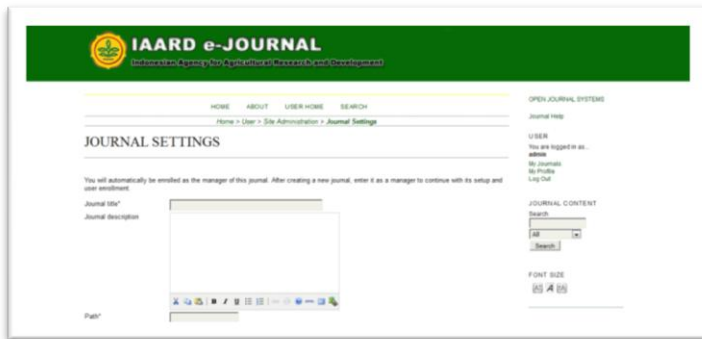 IAARD e-JOURNAL
Indonesian Agency for Agricultural Research and Development
HOME ABOUT USER HOME SEARCH
Home > User > Site Administration > Journal Settings
JOURNAL SETTINGS
You will automatically be enrolled as the manager of this journal. After creating a new journal, enter it as a manager to continue with its setup and
user enrollment.
Journal title*
Journal description
Path*
OPEN JOURNAL SYSTEMS
Journal Help
USER
You are logged in as...
admin
My Journals
My Profile
Log Out
JOURNAL CONTENT
Search
All
Search
FONT SIZE